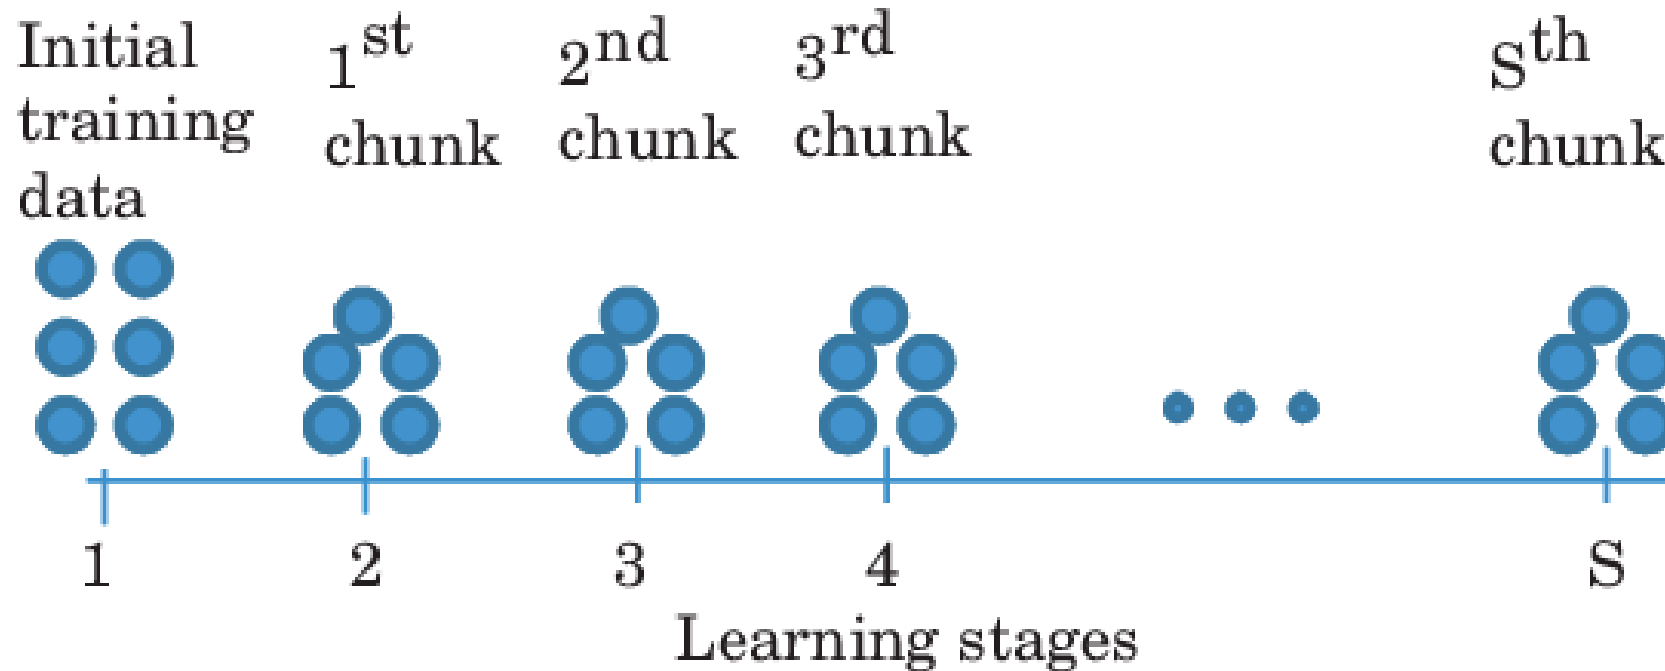 Initial
training
data
1st
chunk
2nd
chunk
3rd
chunk
Sth
chunk
1 2 3 4 S
Learning stages